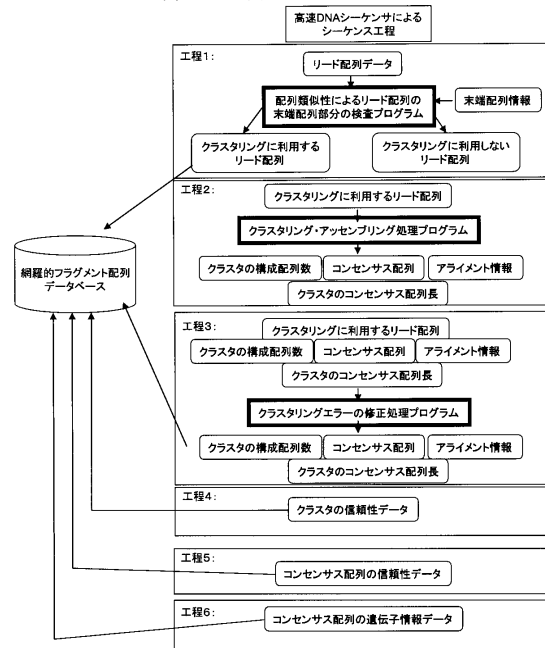 高速DNAシーケンサによる
シーケンス工程
工程1:
リード配列データ
配列類似性によるリード配列の
末端配列部分の検査プログラム
末端配列情報
クラスタリングに利用する
リード配列
クラスタリングに利用しない
リード配列
工程2:
クラスタリングに利用するリード配列
クラスタリング・アッセンブリング処理プログラム
クラスタの構成配列数
コンセンサス配列
アライメント情報
クラスタのコンセンサス配列長
網羅的フラグメント配列
データベース
工程3:
クラスタリングに利用するリード配列
クラスタの構成配列数
コンセンサス配列
アライメント情報
クラスタのコンセンサス配列長
クラスタリングエラーの修正処理プログラム
クラスタの構成配列数
コンセンサス配列
アライメント情報
クラスタのコンセンサス配列長
工程4:
クラスタの信頼性データ
工程5:
コンセンサス配列の信頼性データ
工程6:
コンセンサス配列の遺伝子情報データ